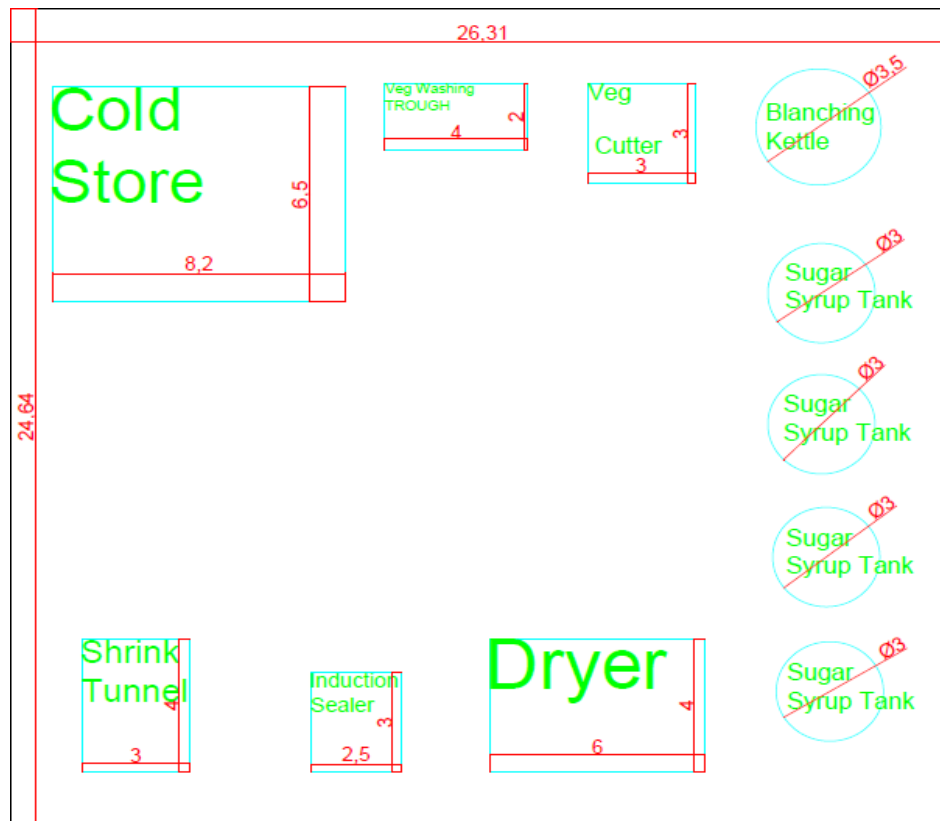 26,31
24.64
Cold
Store
6,5
8,2
Veg Washing
TROUGH
2
4
Veg
Cutter
3
3
Ø3,5
Blanching
Kettle
Ø3
Sugar
Syrup Tank
Ø3
Sugar
Syrup Tank
Ø3
Sugar
Syrup Tank
Ø3
Sugar
Syrup Tank
Shrink
Tunnel
4
3
Induction
Sealer
3
2,5
Dryer
4
6